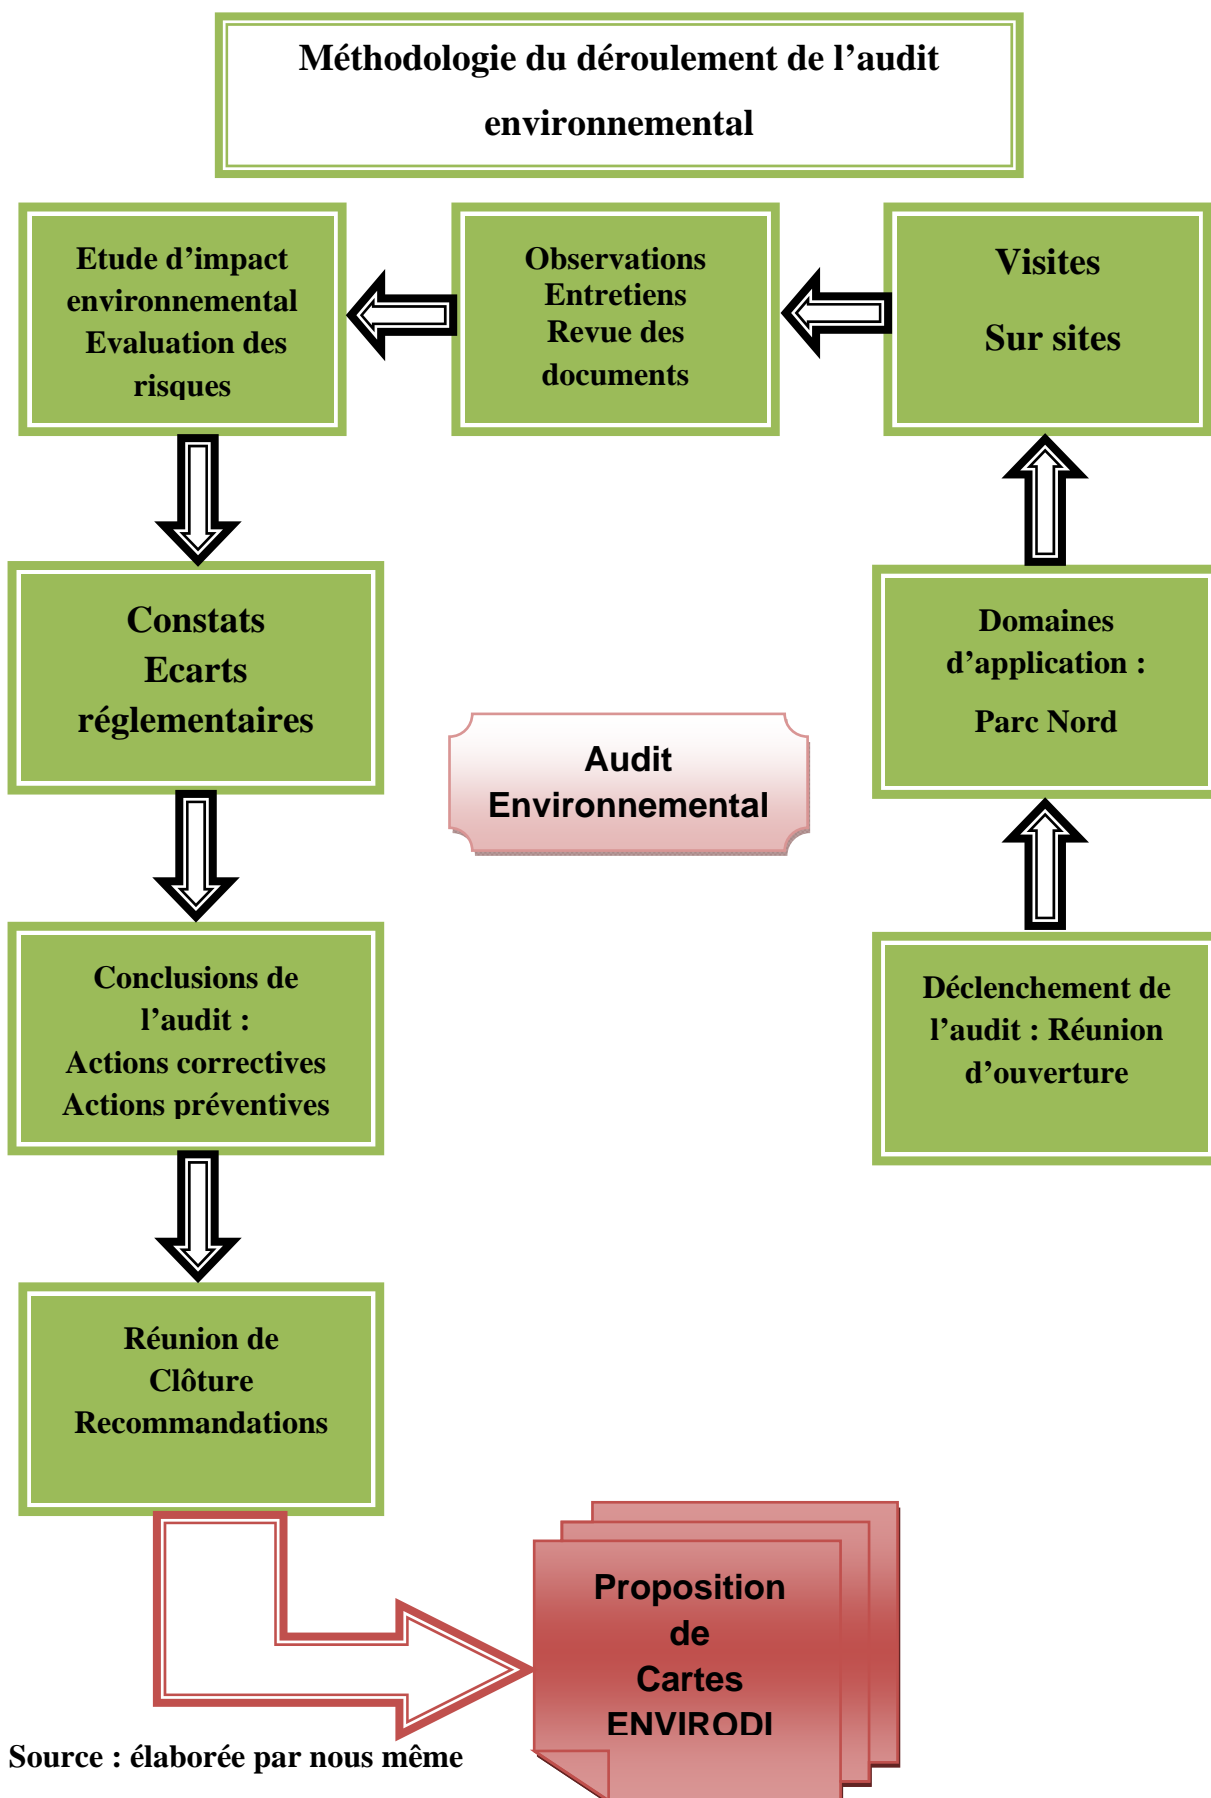 Méthodologie du déroulement de l’audit
environnemental
Etude d’impact
environnemental
Evaluation des
risques
Observations
Entretiens
Revue des
documents
Visites
Sur sites
Constats
Ecarts
réglementaires
Domaines
d’application :
Parc Nord
Audit
Environnemental
Conclusions de
l’audit :
Actions correctives
Actions préventives
Déclenchement de
l’audit : Réunion
d’ouverture
Réunion de
Clôture
Recommandations
Proposition
de
Cartes
ENVIRODI
Source : élaborée par nous même